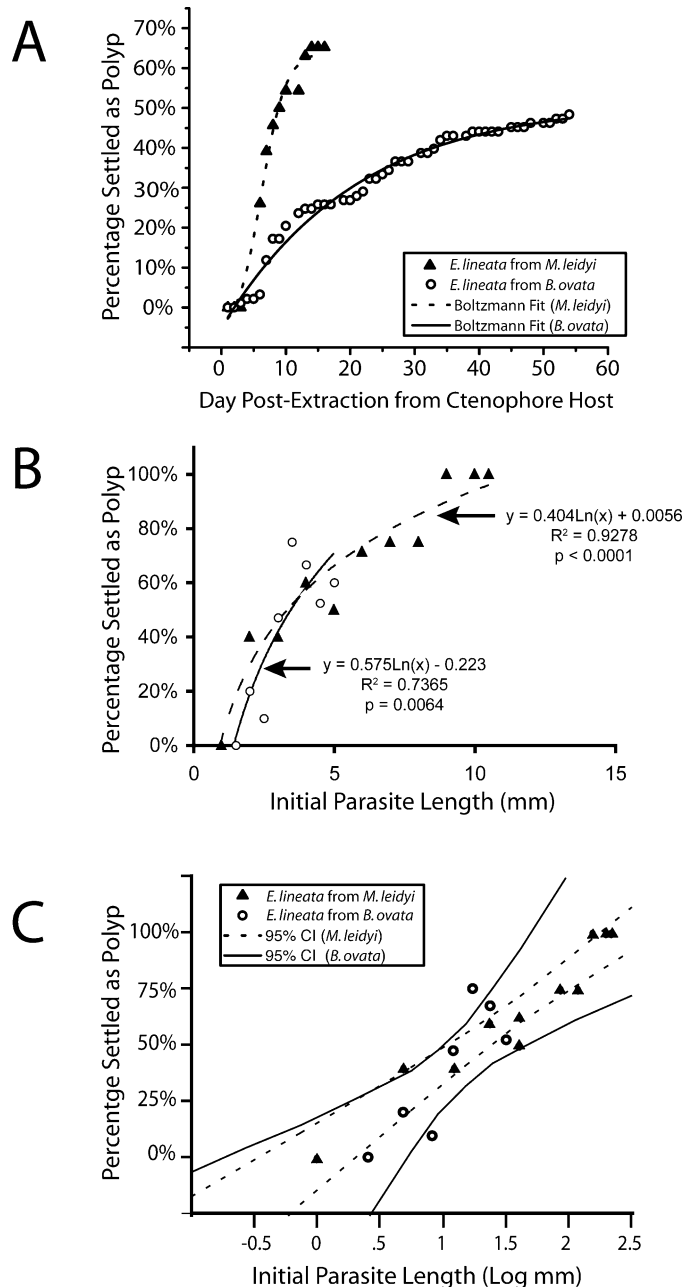 A
Percentage Settled as Polyp
70%
60%
50%
40%
30%
20%
10%
0%
E. lineata from M. leidyi
E. lineata from B. ovata
Boltzmann Fit (M. leidyi)
Boltzmann Fit (B. ovata)
0 10 20 30 40 50 60
Day Post-Extraction from Ctenophore Host
B
Percentage Settled as Polyp
100%
80%
60%
40%
20%
0%
y = 0.404Ln(x) + 0.0056
R² = 0.9278
p < 0.0001
y = 0.575Ln(x) - 0.223
R² = 0.7365
p = 0.0064
0 5 10 15
Initial Parasite Length (mm)
C
Percentge Settled as Polyp
100%
75%
50%
25%
0%
E. lineata from M. leidyi
E. lineata from B. ovata
95% CI (M. leidyi)
95% CI (B. ovata)
-0.5 0 .5 1 1.5 2 2.5
Initial Parasite Length (Log mm)